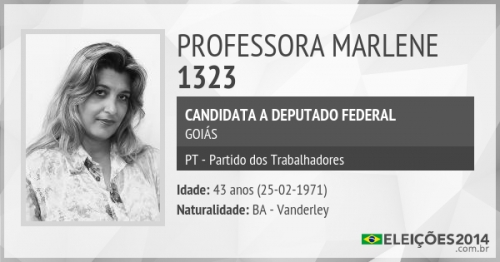 PROFESSORA MARLENE
1323
CANDIDATA A DEPUTADO FEDERAL
GOIÁS
PT - Partido dos Trabalhadores
Idade: 43 anos (25-02-1971)
Naturalidade: BA - Vanderley
ELEIÇÕES2014
.com.br